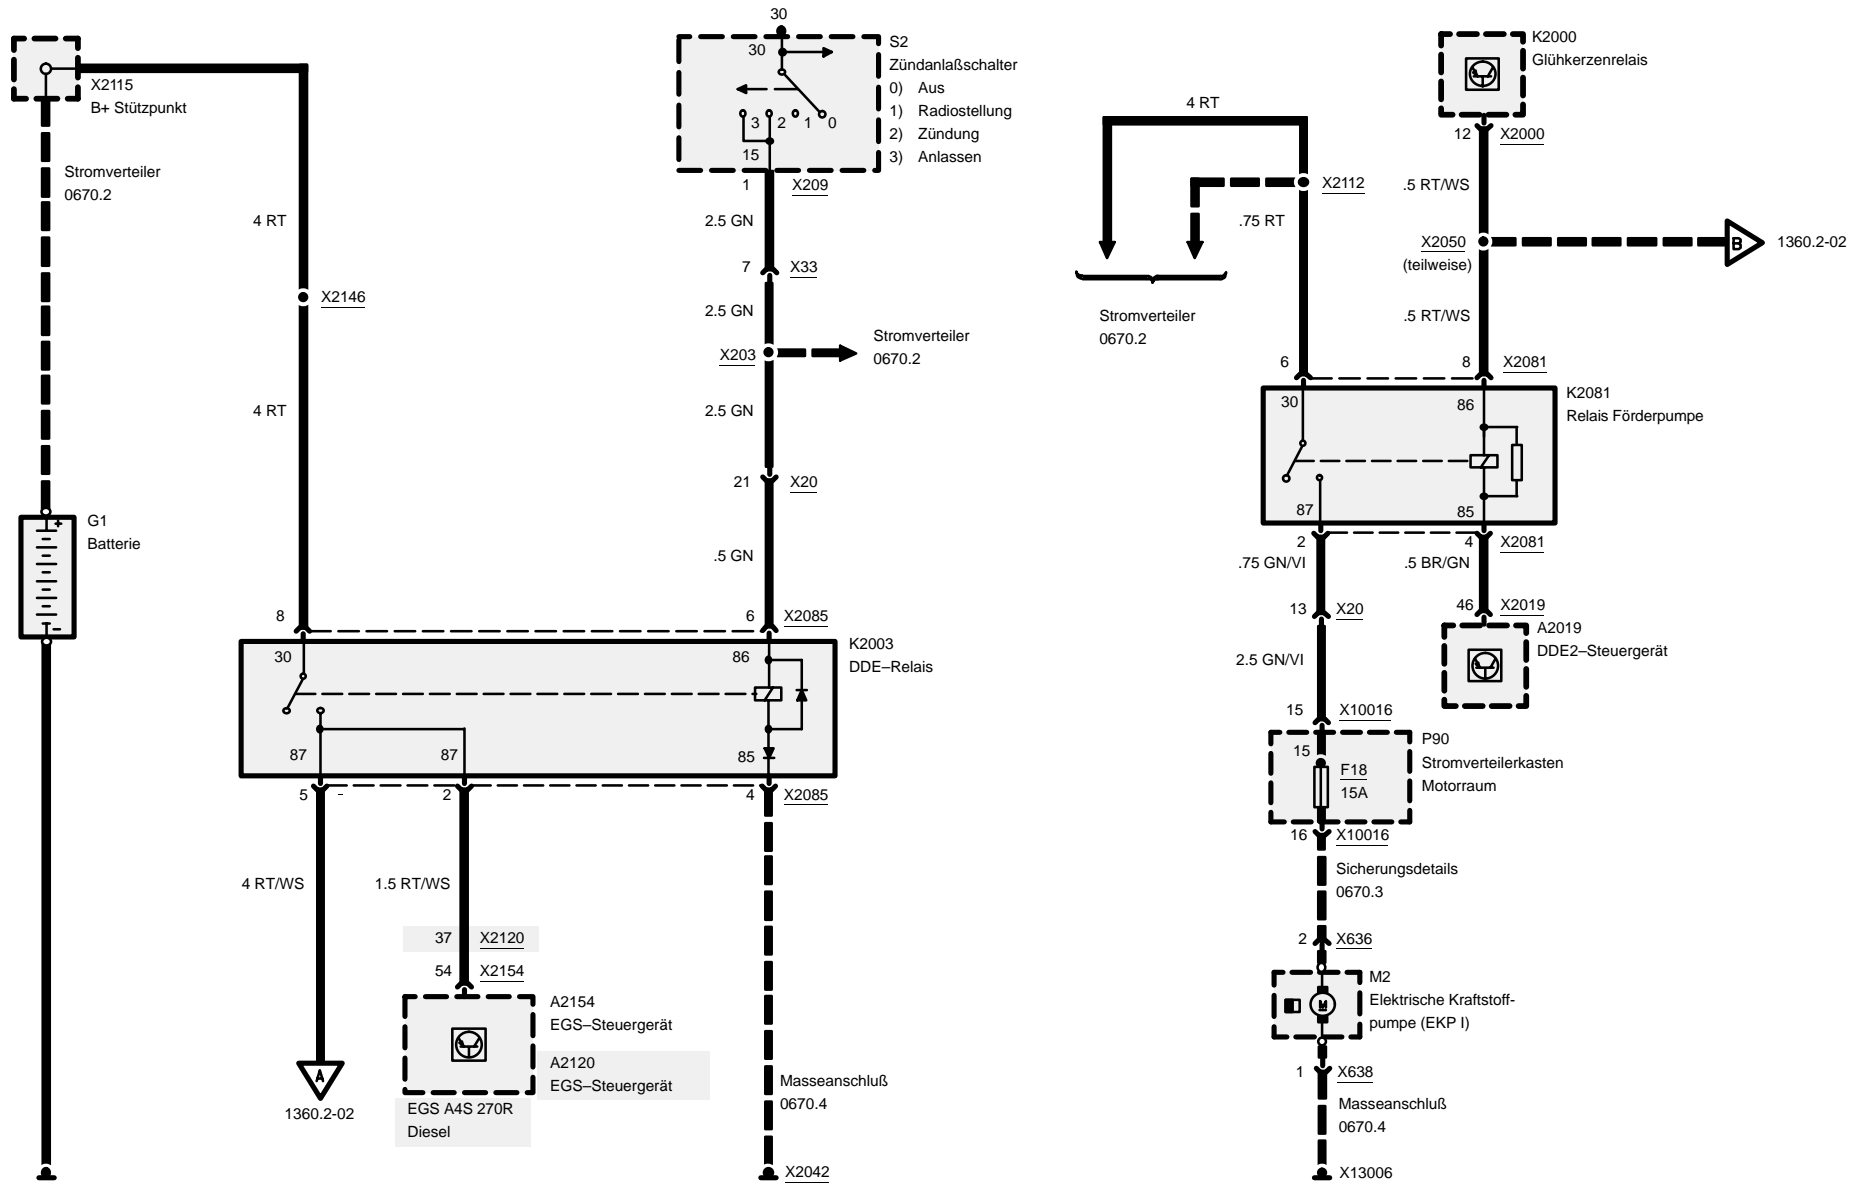 X2115
B+ Stützpunkt
Stromverteiler
0670.2
4 RT
X2146
4 RT
G1
Batterie
+
-
30
30
S2
Zündanlaßschalter
0) Aus
1) Radiostellung
2) Zündung
3) Anlassen
3 2 1 0
15
1 X209
2.5 GN
7 X33
2.5 GN
X203
Stromverteiler
0670.2
2.5 GN
21 X20
.5 GN
8
6 X2085
K2003
DDE–Relais
30
86
87
87
85
5 -
2
4 X2085
4 RT/WS
1.5 RT/WS
37 X2120
54 X2154
A2154
EGS–Steuergerät
A2120
EGS–Steuergerät
EGS A4S 270R
Diesel
A
1360.2-02
Masseanschluß
0670.4
X2042
4 RT
X2112
.75 RT
Stromverteiler
0670.2
K2000
Glühkerzenrelais
12 X2000
.5 RT/WS
X2050
(teilweise)
B
1360.2-02
.5 RT/WS
6
8 X2081
K2081
Relais Förderpumpe
30
86
87
85
2
4 X2081
.75 GN/VI
.5 BR/GN
13 X20
46 X2019
A2019
DDE2–Steuergerät
2.5 GN/VI
15 X10016
P90
Stromverteilerkasten
Motorraum
15
F18
15A
16 X10016
Sicherungsdetails
0670.3
2 X636
M2
Elektrische Kraftstoff-
pumpe (EKP I)
M
1 X638
Masseanschluß
0670.4
X13006